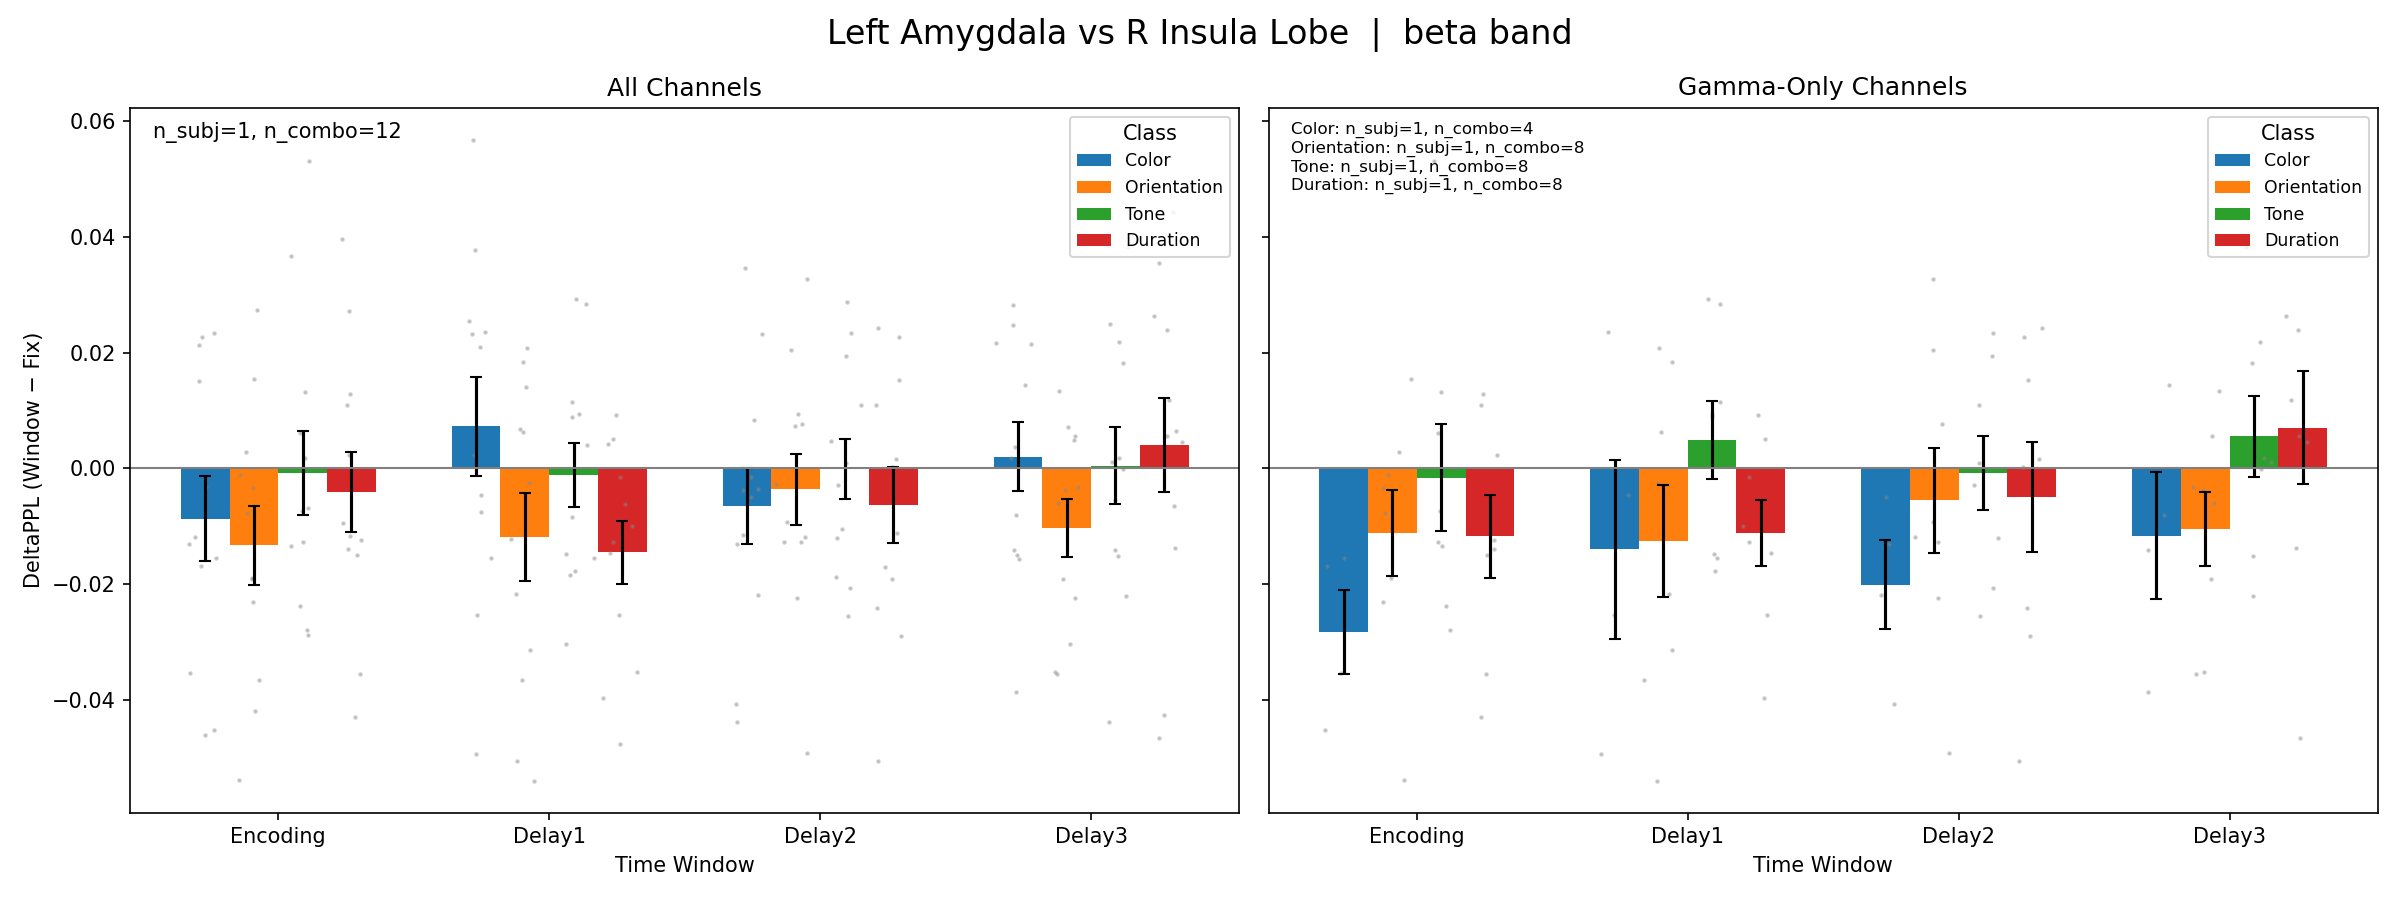 Left Amygdala vs R Insula Lobe | beta band
All Channels
n_subj=1, n_combo=12
Class
Color
Orientation
Tone
Duration
0.06
0.04
0.02
0.00
−0.02
−0.04
DeltaPPL (Window − Fix)
Encoding
Delay1
Delay2
Delay3
Time Window
Gamma-Only Channels
Color: n_subj=1, n_combo=4
Orientation: n_subj=1, n_combo=8
Tone: n_subj=1, n_combo=8
Duration: n_subj=1, n_combo=8
Class
Color
Orientation
Tone
Duration
Encoding
Delay1
Delay2
Delay3
Time Window